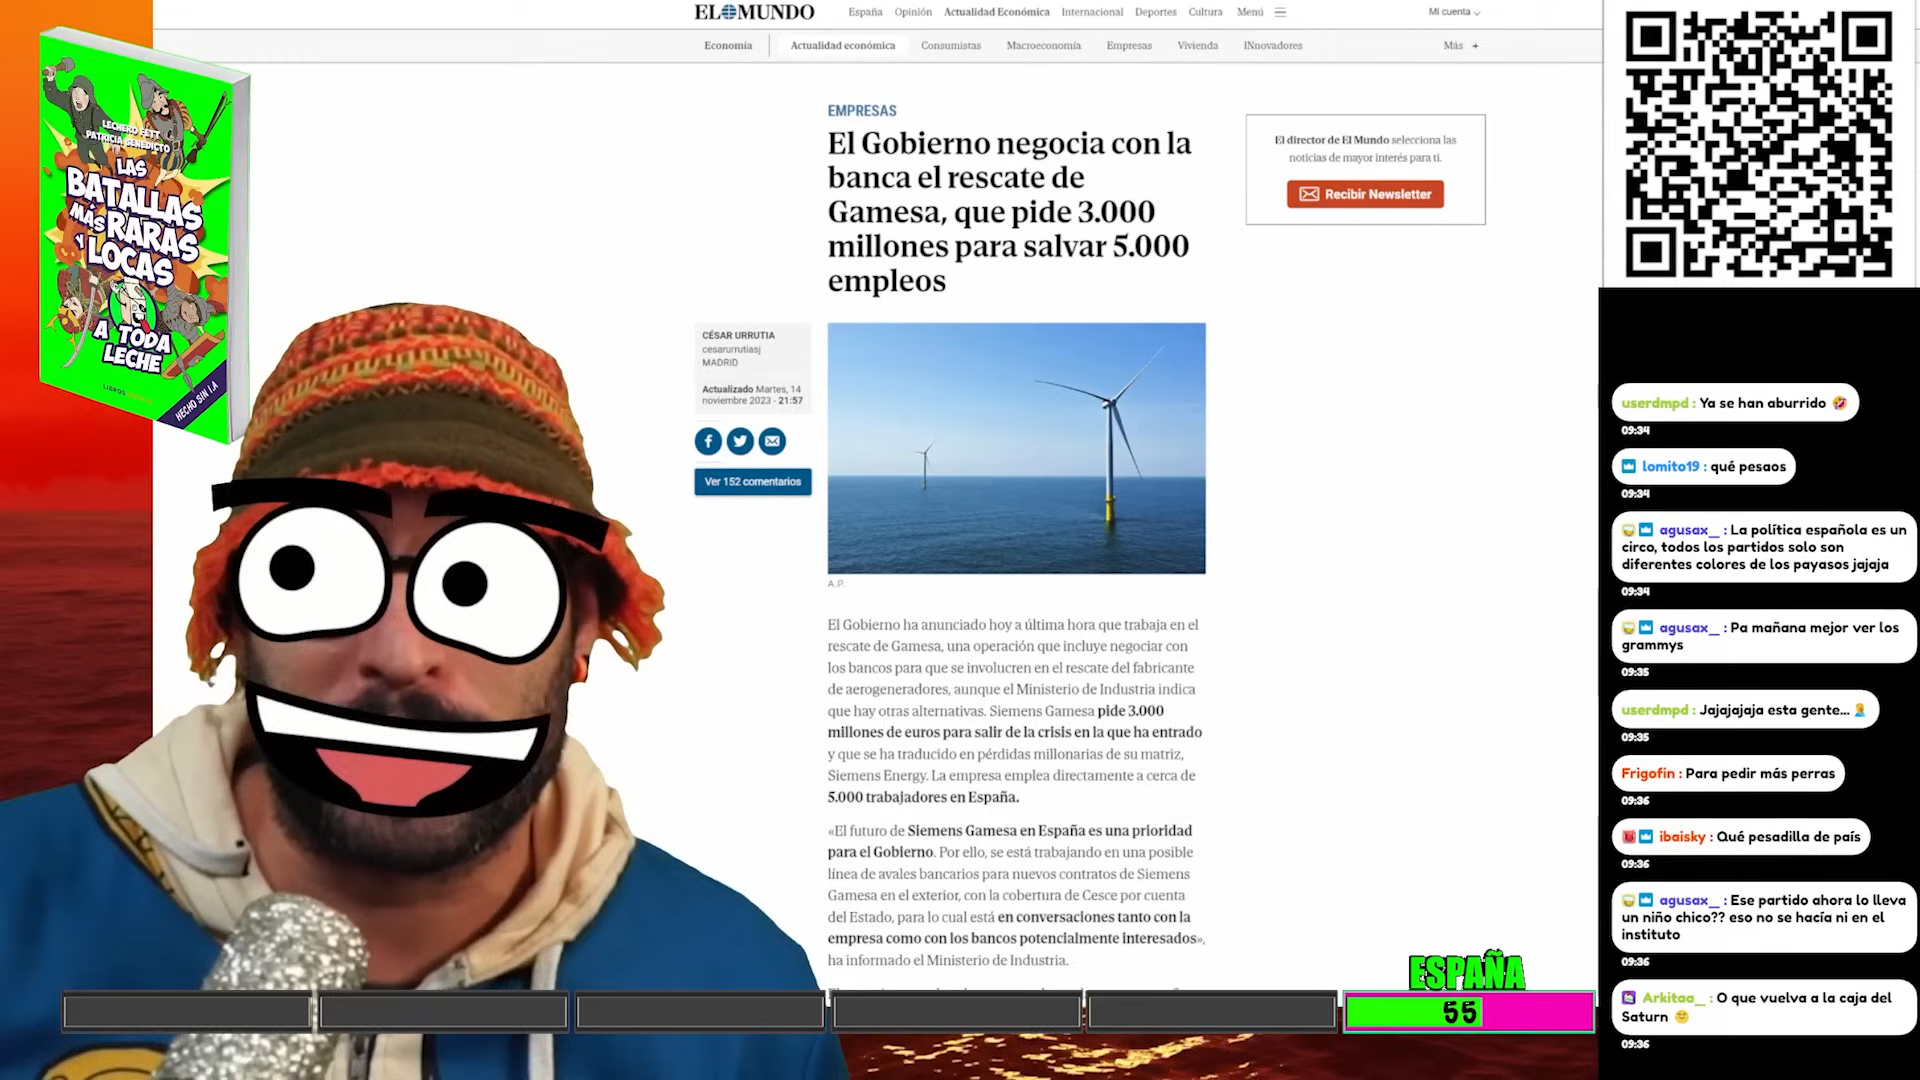 EL MUNDO
España Opinión Actualidad Económica Internacional Deportes Cultura Menú
Mi cuenta
Economía Actualidad económica Consumistas Macroeconomía Empresas Vivienda INnovadores
Más +
LECHERO FETT
PATRICIA BENEDICTO
LAS
BATALLAS
MÁS RARAS
Y LOCAS
A TODA
LECHE
HECHO SIN I.A
EMPRESAS
El Gobierno negocia con la
banca el rescate de
Gamesa, que pide 3.000
millones para salvar 5.000
empleos
El director de El Mundo selecciona las
noticias de mayor interés para ti.
Recibir Newsletter
CÉSAR URRUTIA
cesarurrutiasj
MADRID
Actualizado Martes, 14
noviembre 2023 - 21:57
Ver 152 comentarios
A.P.
El Gobierno ha anunciado hoy a última hora que trabaja en el
rescate de Gamesa, una operación que incluye negociar con
los bancos para que se involucren en el rescate del fabricante
de aerogeneradores, aunque el Ministerio de Industria indica
que hay otras alternativas. Siemens Gamesa pide 3.000
millones de euros para salir de la crisis en la que ha entrado
y que se ha traducido en pérdidas millonarias de su matriz,
Siemens Energy. La empresa emplea directamente a cerca de
5.000 trabajadores en España.
«El futuro de Siemens Gamesa en España es una prioridad
para el Gobierno. Por ello, se está trabajando en una posible
línea de avales bancarios para nuevos contratos de Siemens
Gamesa en el exterior, con la cobertura de Cesce por cuenta
del Estado, para lo cual está en conversaciones tanto con la
empresa como con los bancos potencialmente interesados»,
ha informado el Ministerio de Industria.
ESPAÑA
55
userdmpd : Ya se han aburrido 🤣
09:34
lomito19 : qué pesaos
09:34
agusax__ : La política española es un
circo, todos los partidos solo son
diferentes colores de los payasos jajaja
09:34
agusax__ : Pa mañana mejor ver los
grammys
09:35
userdmpd : Jajajajaja esta gente...
09:35
Frigofin : Para pedir más perras
09:36
ibaisky : Qué pesadilla de país
09:36
agusax__ : Ese partido ahora lo lleva
un niño chico?? eso no se hacía ni en el
instituto
09:36
Arkitaa_ : O que vuelva a la caja del
Saturn
09:36